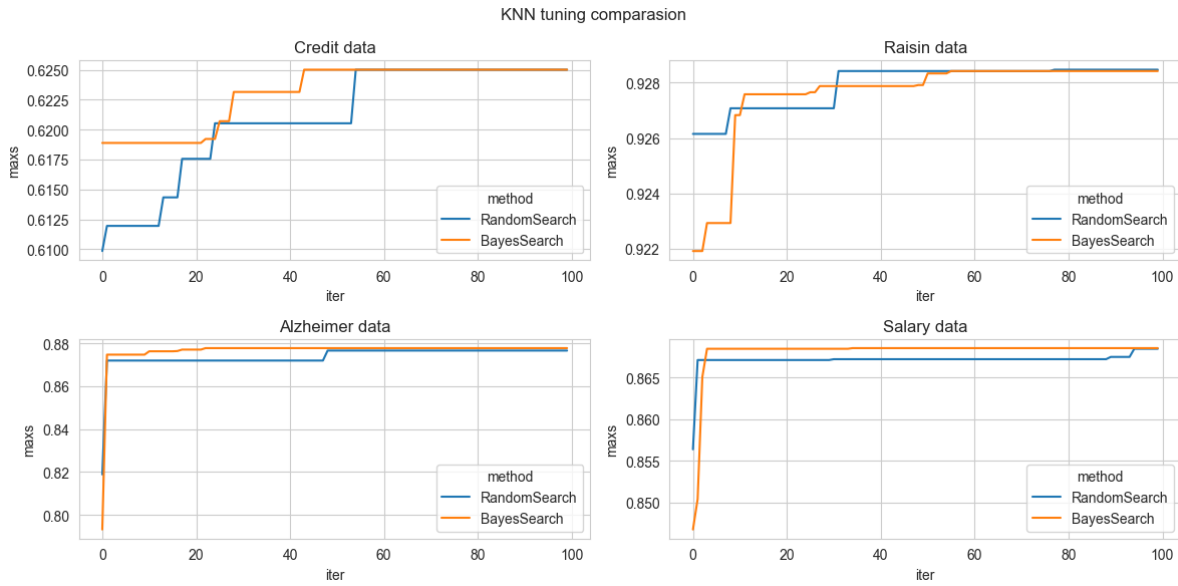 KNN tuning comparasion
Credit data
maxs
0.6250
0.6225
0.6200
0.6175
0.6150
0.6125
0.6100
method
RandomSearch
BayesSearch
0 20 40 60 80 100
iter
Raisin data
maxs
0.928
0.926
0.924
0.922
method
RandomSearch
BayesSearch
0 20 40 60 80 100
iter
Alzheimer data
maxs
0.88
0.86
0.84
0.82
0.80
method
RandomSearch
BayesSearch
0 20 40 60 80 100
iter
Salary data
maxs
0.865
0.860
0.855
0.850
method
RandomSearch
BayesSearch
0 20 40 60 80 100
iter